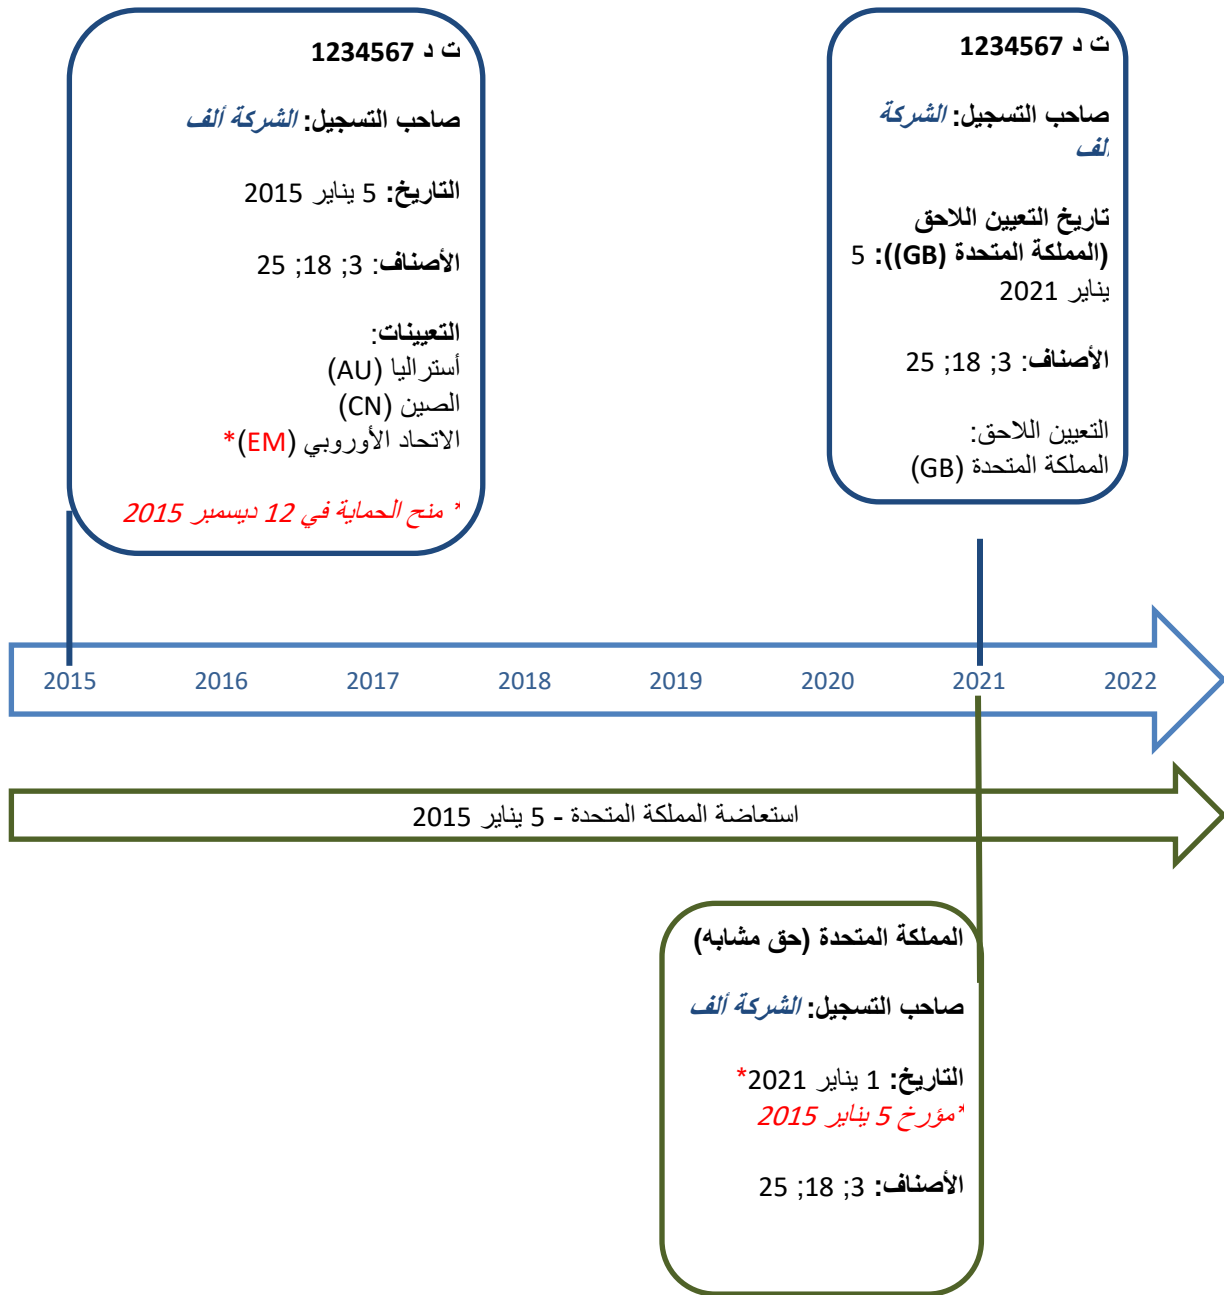 ت د 1234567
صاحب التسجيل: الشركة ألف
التاريخ: 5 يناير 2015
الأصناف: 3; 18; 25
التعيينات:
أستراليا (AU)
الصين (CN)
الاتحاد الأوروبي (EM)*
* منح الحماية في 12 ديسمبر 2015
ت د 1234567
صاحب التسجيل: الشركة
ألف
تاريخ التعيين اللاحق
(المملكة المتحدة (GB)): 5
يناير 2021
الأصناف: 3; 18; 25
التعيين اللاحق:
المملكة المتحدة (GB)
2015 2016 2017 2018 2019 2020 2021 2022
استعاضة المملكة المتحدة - 5 يناير 2015
المملكة المتحدة (حق مشابه)
صاحب التسجيل: الشركة ألف
التاريخ: 1 يناير 2021*
*مؤرخ 5 يناير 2015
الأصناف: 3; 18; 25